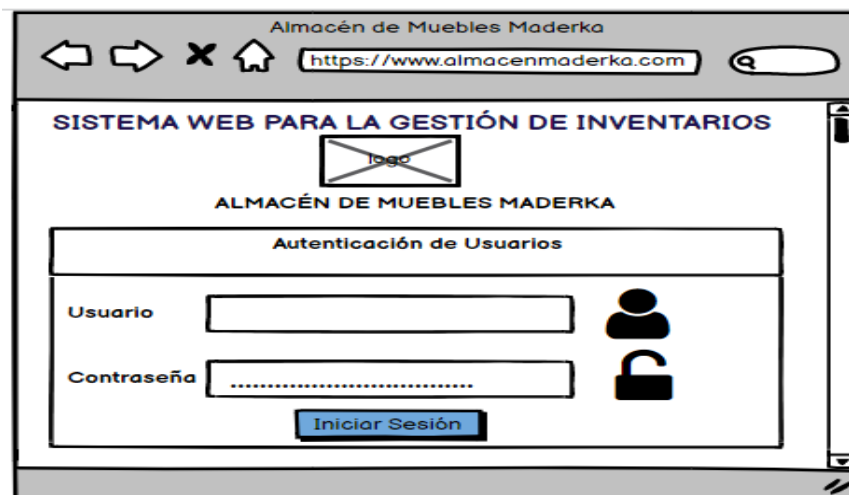 Almacén de Muebles Maderka
https://www.almacenmaderka.com
SISTEMA WEB PARA LA GESTIÓN DE INVENTARIOS
logo
ALMACÉN DE MUEBLES MADERKA
Autenticación de Usuarios
Usuario
Contraseña
Iniciar Sesión